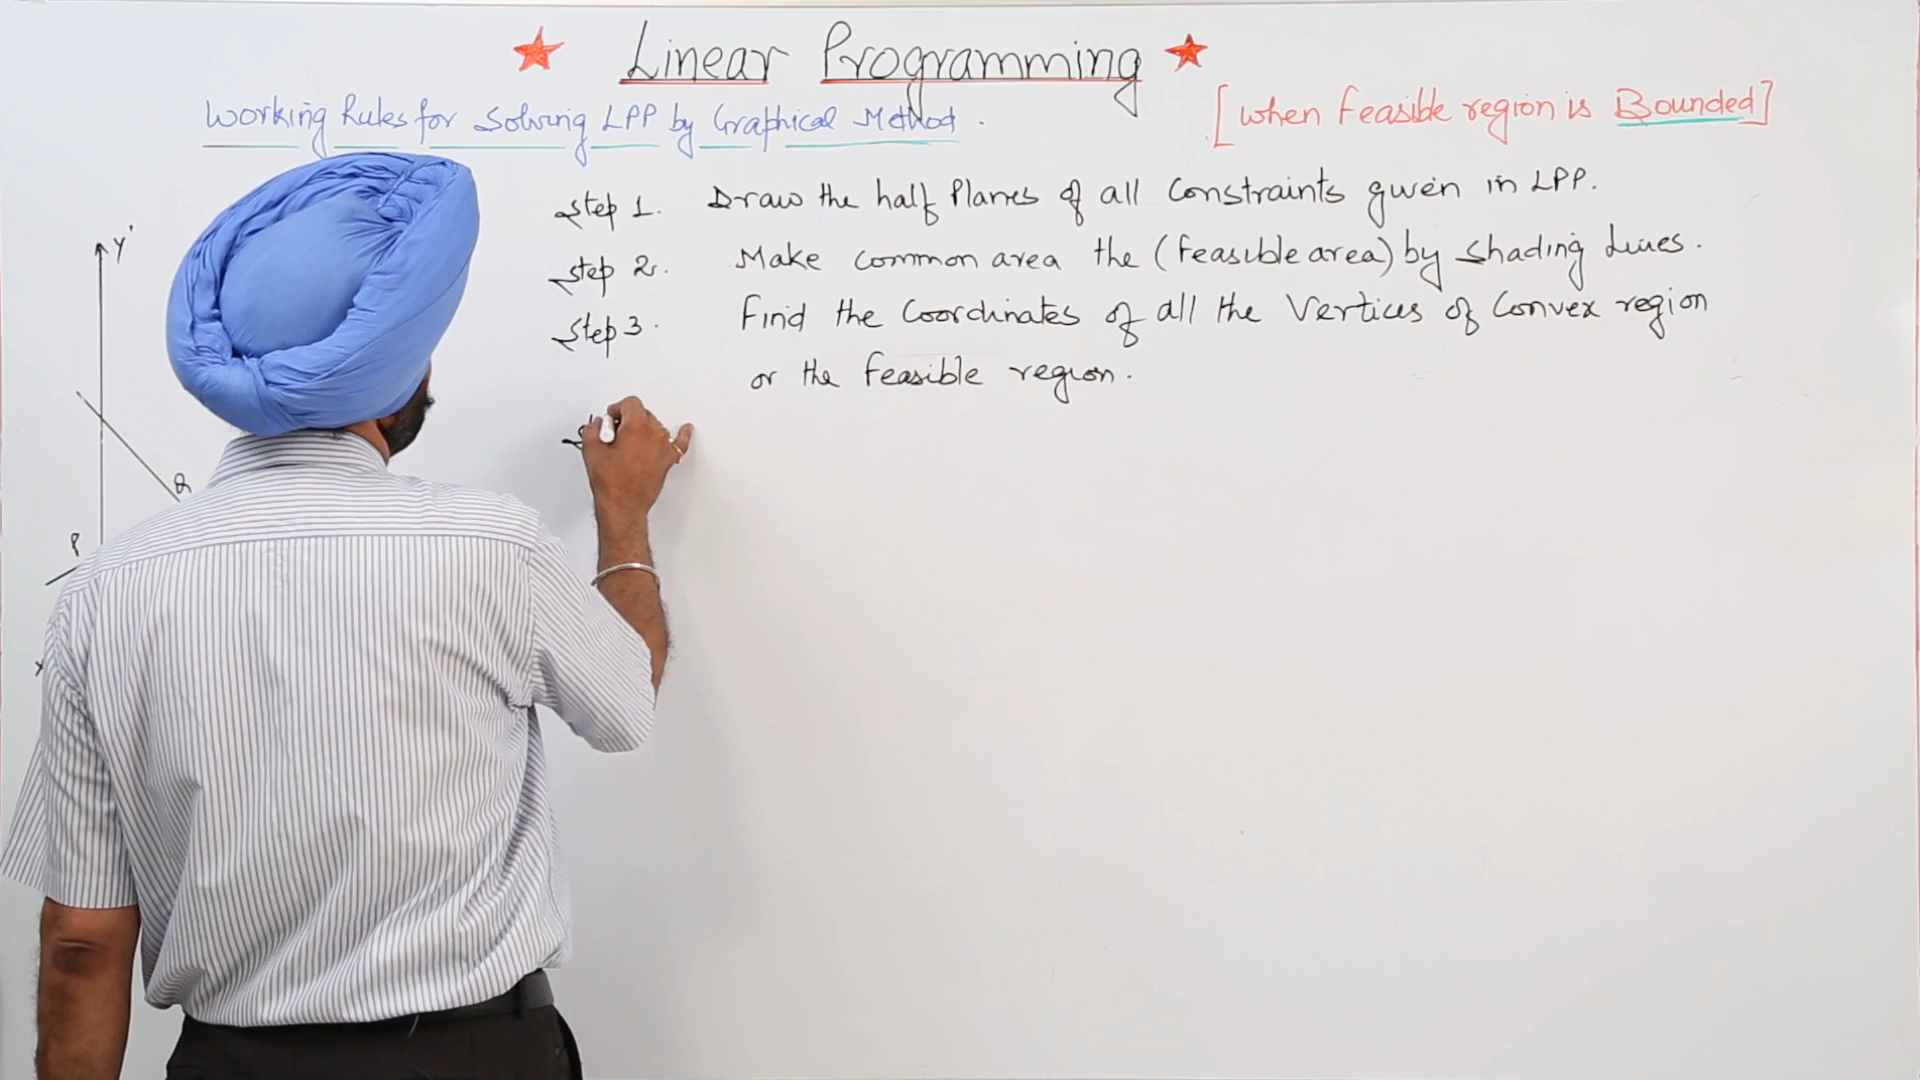 Linear Programming
Working Rules for Solving LPP by Graphical Method.
[when Feasible region is Bounded]
Step 1. Draw the half Planes of all Constraints given in LPP.
Step 2. Make common area the (Feasible area) by shading Lines.
Step 3. Find the Coordinates of all the Vertices of Convex region
or the Feasible region.
Y'
Q
P
X